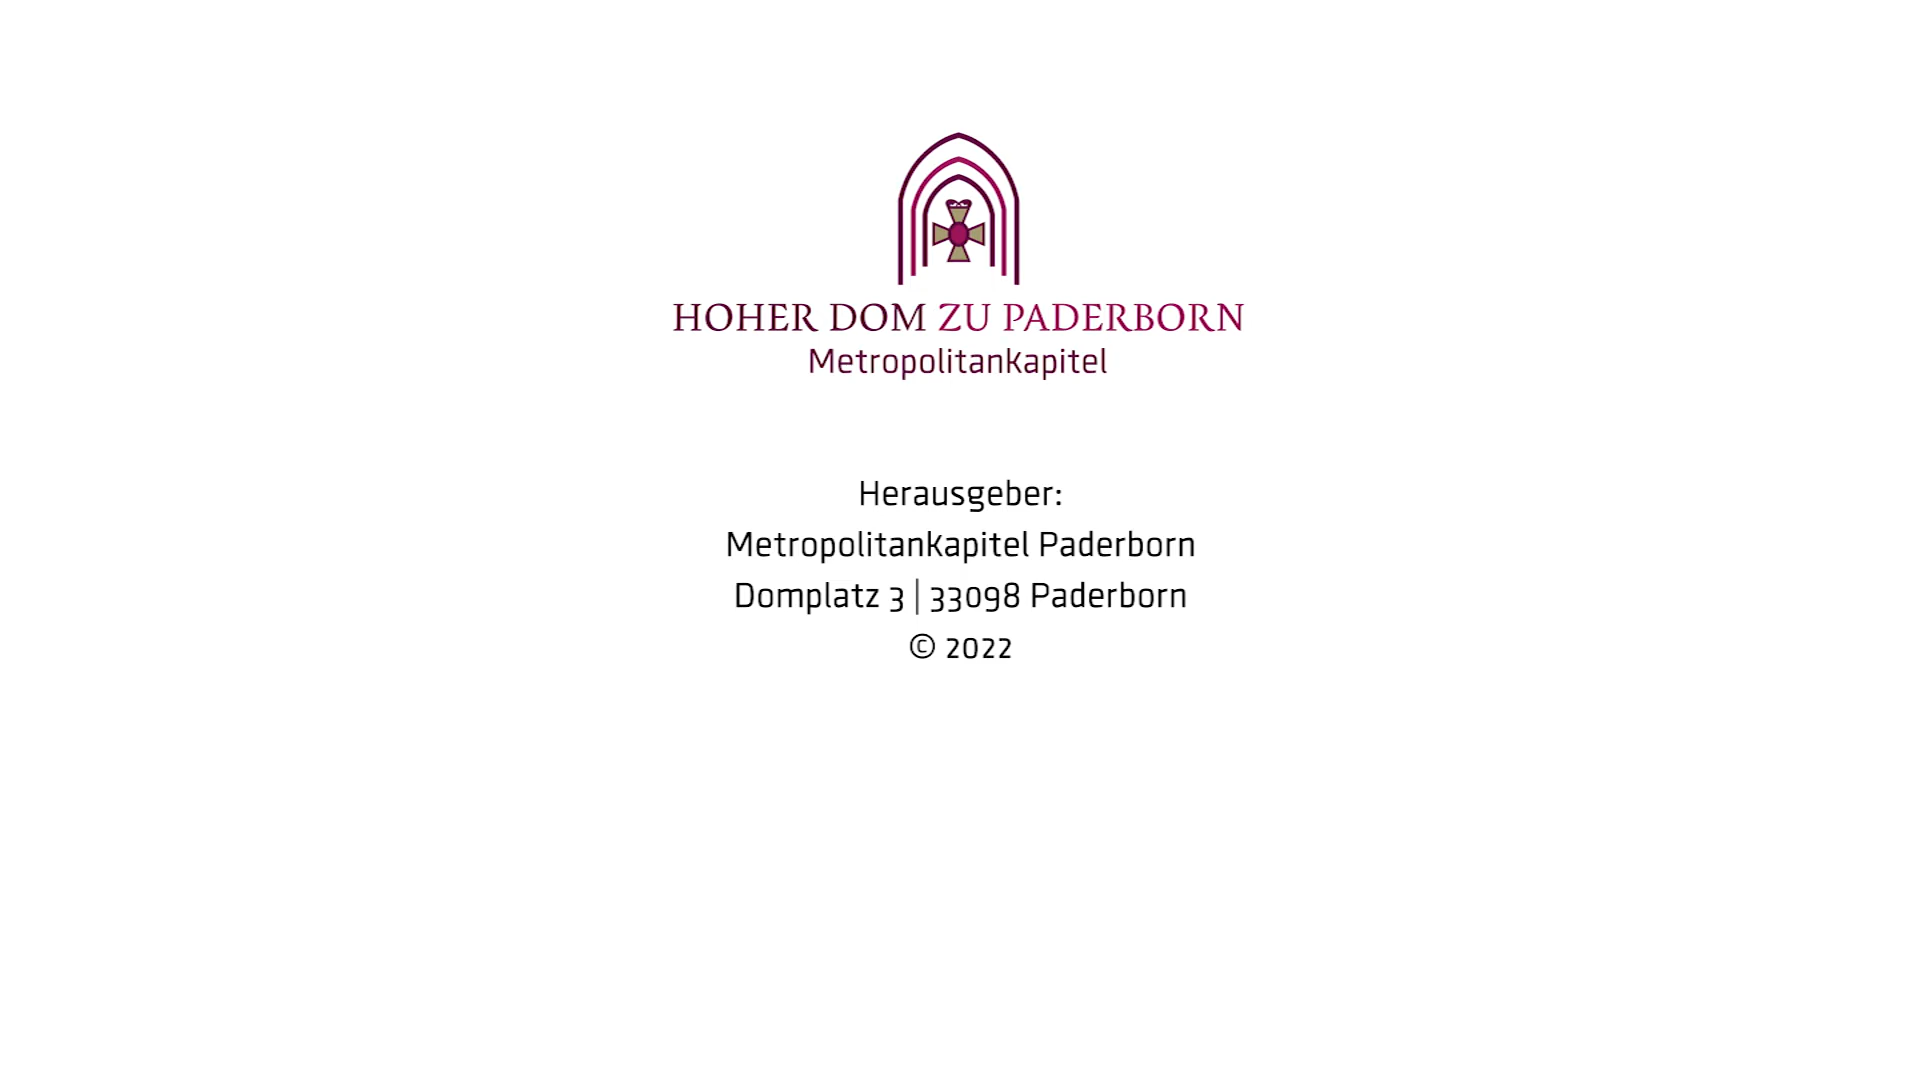 HOHER DOM ZU PADERBORN
Metropolitankapitel
Herausgeber:
Metropolitankapitel Paderborn
Domplatz 3 | 33098 Paderborn
© 2022